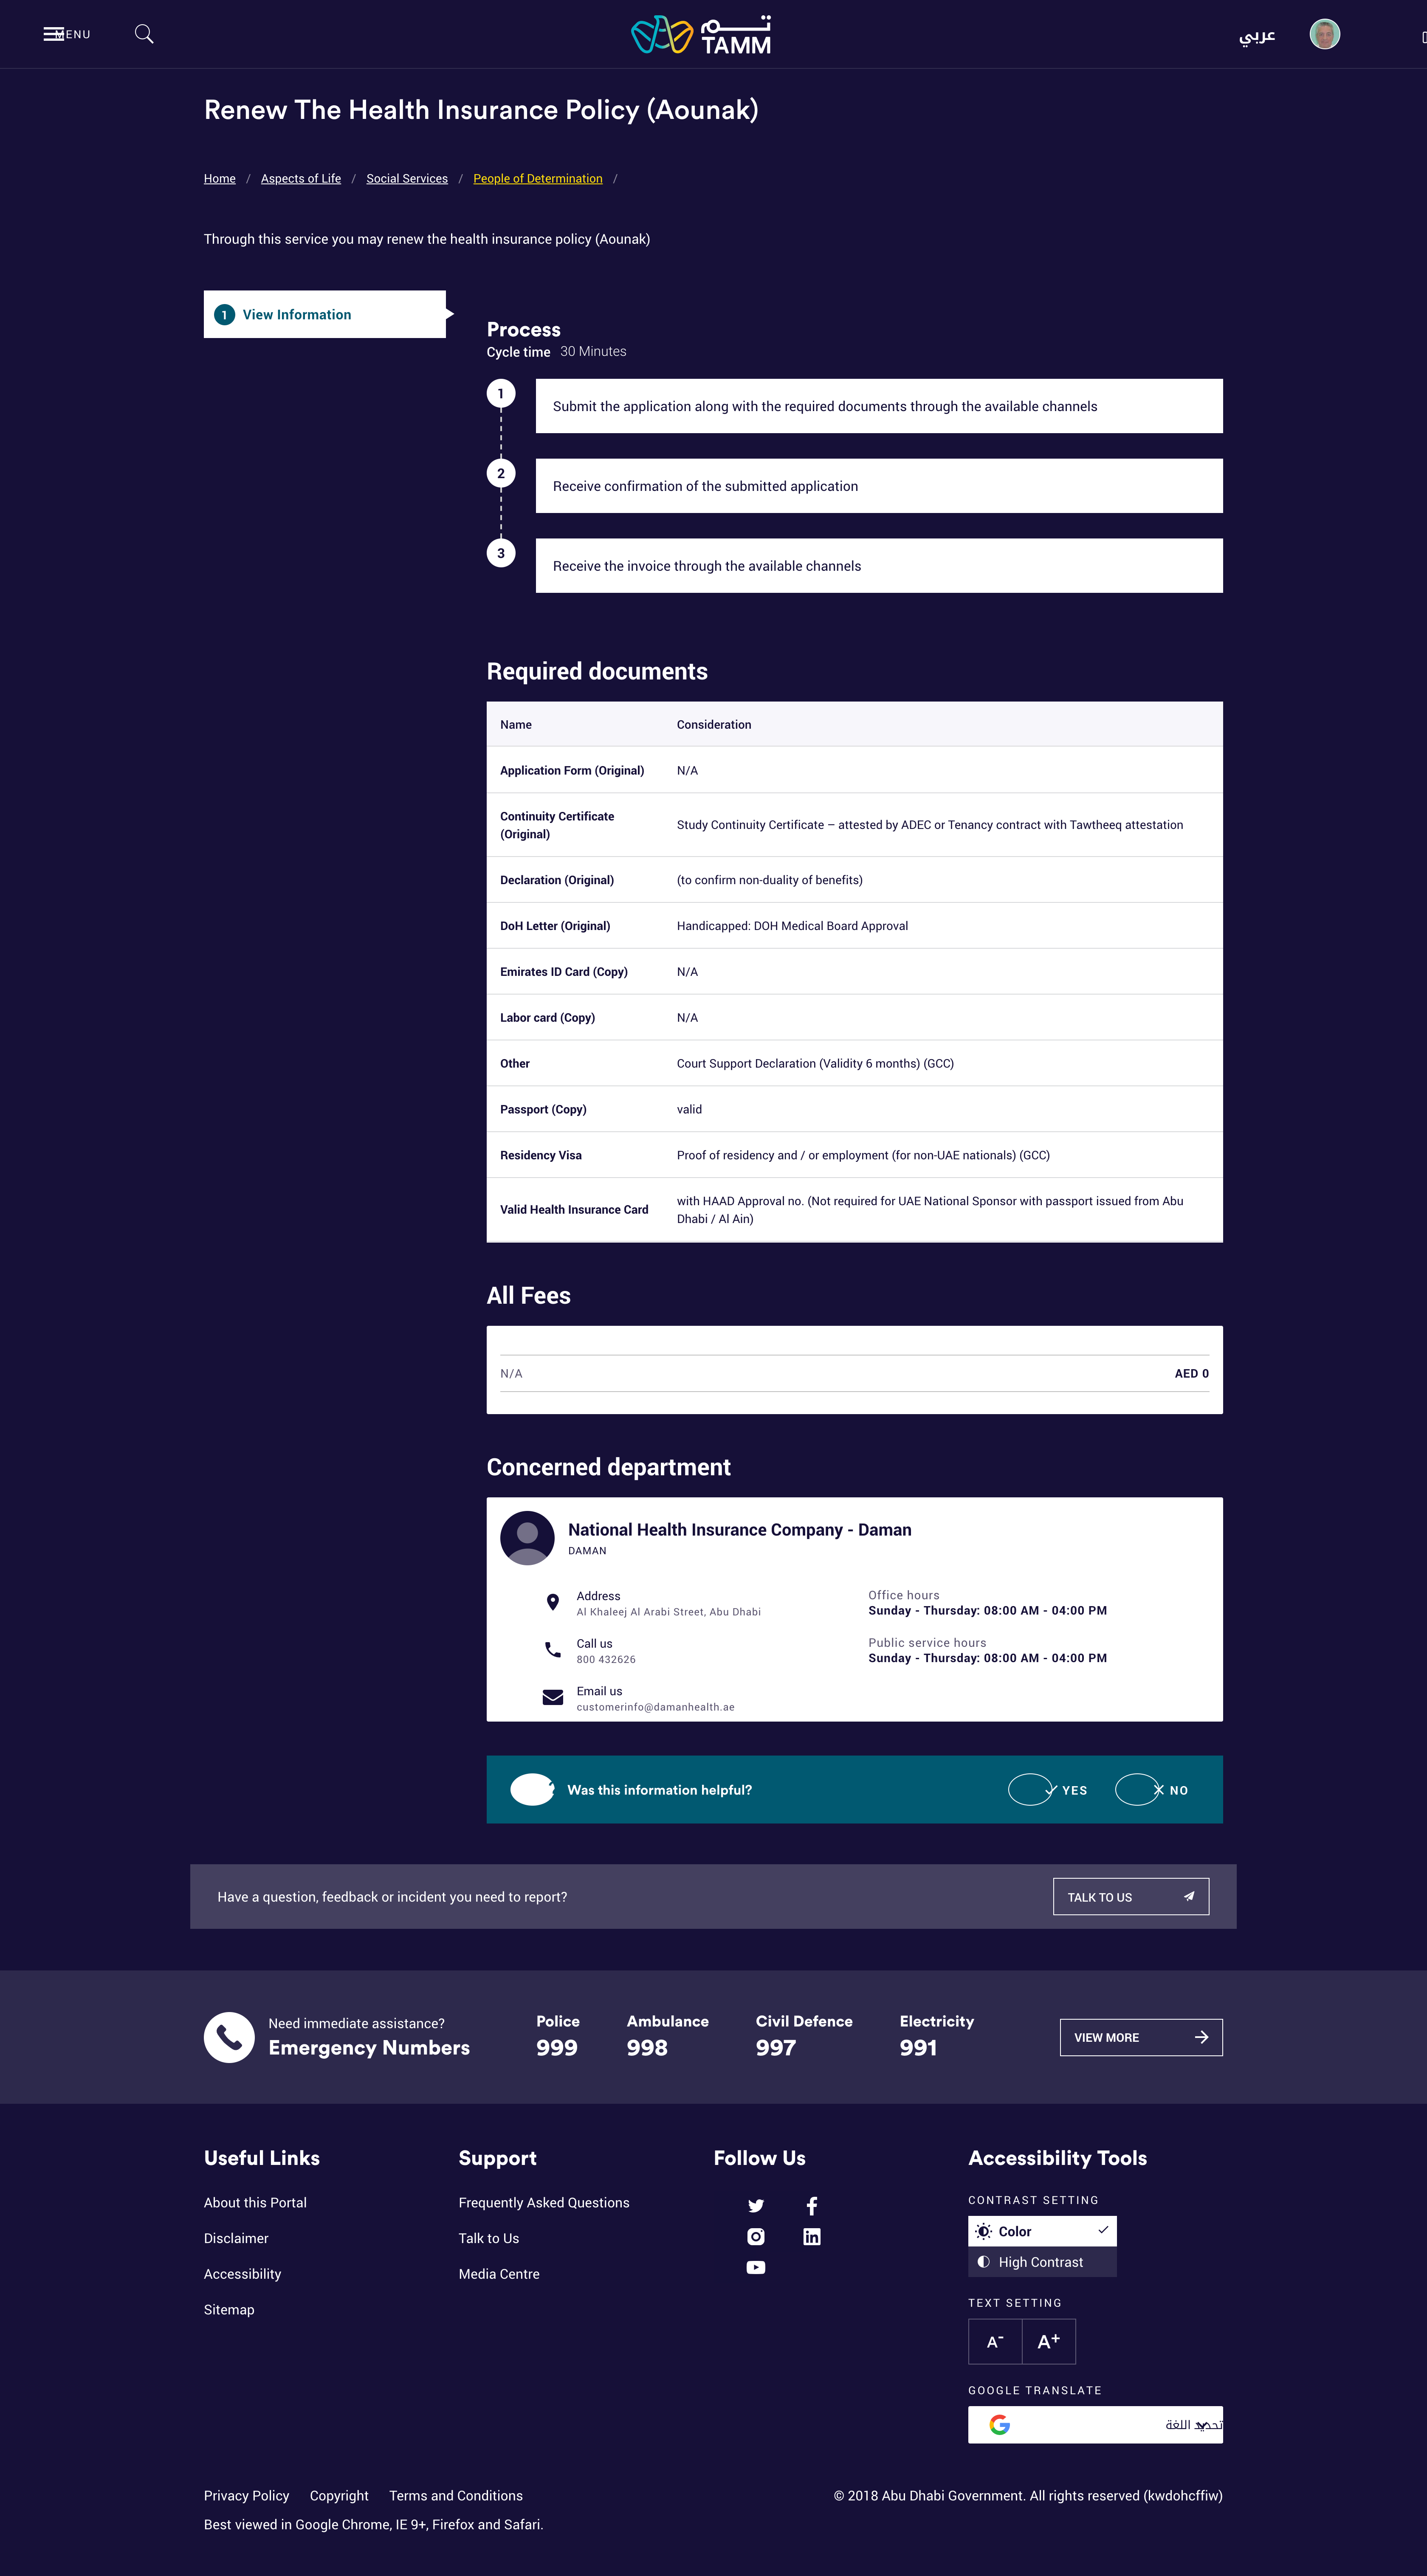 MENU
تـــم
TAMM
عربي
Renew The Health Insurance Policy (Aounak)
Home / Aspects of Life / Social Services / People of Determination /
Through this service you may renew the health insurance policy (Aounak)
1 View Information
Process
Cycle time 30 Minutes
1 Submit the application along with the required documents through the available channels
2 Receive confirmation of the submitted application
3 Receive the invoice through the available channels
Required documents
Name Consideration
Application Form (Original) N/A
Continuity Certificate
(Original)
Study Continuity Certificate – attested by ADEC or Tenancy contract with Tawtheeq attestation
Declaration (Original) (to confirm non-duality of benefits)
DoH Letter (Original) Handicapped: DOH Medical Board Approval
Emirates ID Card (Copy) N/A
Labor card (Copy) N/A
Other Court Support Declaration (Validity 6 months) (GCC)
Passport (Copy) valid
Residency Visa Proof of residency and / or employment (for non-UAE nationals) (GCC)
Valid Health Insurance Card
with HAAD Approval no. (Not required for UAE National Sponsor with passport issued from Abu
Dhabi / Al Ain)
All Fees
N/A AED 0
Concerned department
National Health Insurance Company - Daman
DAMAN
Address
Al Khaleej Al Arabi Street, Abu Dhabi
Office hours
Sunday - Thursday: 08:00 AM - 04:00 PM
Call us
800 432626
Public service hours
Sunday - Thursday: 08:00 AM - 04:00 PM
Email us
customerinfo@damanhealth.ae
Was this information helpful? YES NO
Have a question, feedback or incident you need to report? TALK TO US
Need immediate assistance?
Emergency Numbers
Police
999
Ambulance
998
Civil Defence
997
Electricity
991
VIEW MORE
Useful Links
About this Portal
Disclaimer
Accessibility
Sitemap
Support
Frequently Asked Questions
Talk to Us
Media Centre
Follow Us
Accessibility Tools
CONTRAST SETTING
Color
High Contrast
TEXT SETTING
A- A+
GOOGLE TRANSLATE
تحديد اللغة
Privacy Policy Copyright Terms and Conditions
© 2018 Abu Dhabi Government. All rights reserved (kwdohcffiw)
Best viewed in Google Chrome, IE 9+, Firefox and Safari.